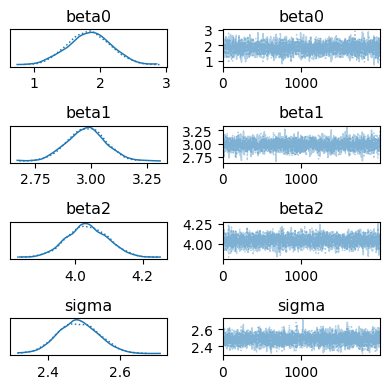 beta0 beta0
3
2
1
1 2 3 0 1000
beta1 beta1
3.25
3.00
2.75
2.75 3.00 3.25 0 1000
beta2 beta2
4.25
4.00
4.0 4.2 0 1000
sigma sigma
2.6
2.4
2.4 2.6 0 1000